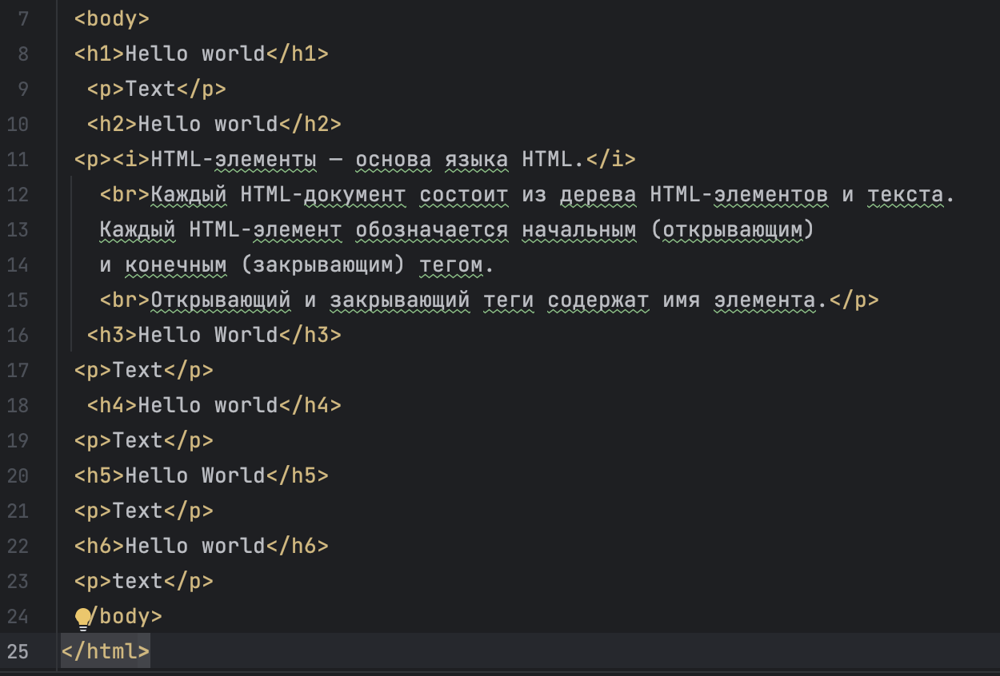 7 <body>
8 <h1>Hello world</h1>
9 <p>Text</p>
10 <h2>Hello world</h2>
11 <p><i>HTML-элементы — основа языка HTML.</i>
12 <br>Каждый HTML-документ состоит из дерева HTML-элементов и текста.
13 Каждый HTML-элемент обозначается начальным (открывающим)
14 и конечным (закрывающим) тегом.
15 <br>Открывающий и закрывающий теги содержат имя элемента.</p>
16 <h3>Hello World</h3>
17 <p>Text</p>
18 <h4>Hello world</h4>
19 <p>Text</p>
20 <h5>Hello World</h5>
21 <p>Text</p>
22 <h6>Hello world</h6>
23 <p>text</p>
24 /body>
25 </html>